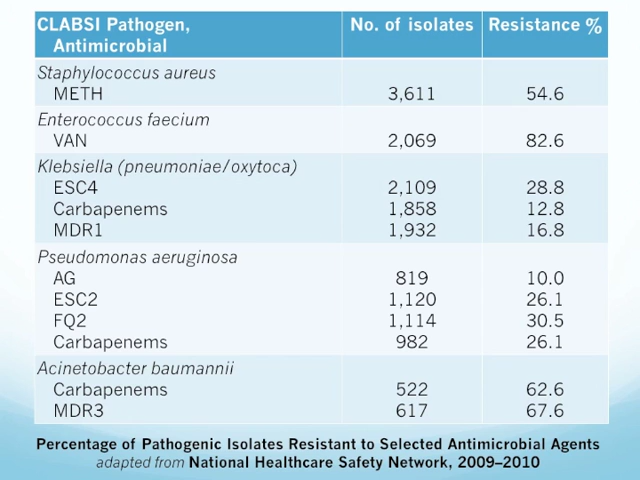 CLABSI Pathogen, No. of isolates Resistance %
Antimicrobial
Staphylococcus aureus
METH 3,611 54.6
Enterococcus faecium
VAN 2,069 82.6
Klebsiella (pneumoniae/oxytoca)
ESC4 2,109 28.8
Carbapenems 1,858 12.8
MDR1 1,932 16.8
Pseudomonas aeruginosa
AG 819 10.0
ESC2 1,120 26.1
FQ2 1,114 30.5
Carbapenems 982 26.1
Acinetobacter baumannii
Carbapenems 522 62.6
MDR3 617 67.6
Percentage of Pathogenic Isolates Resistant to Selected Antimicrobial Agents
adapted from National Healthcare Safety Network, 2009–2010